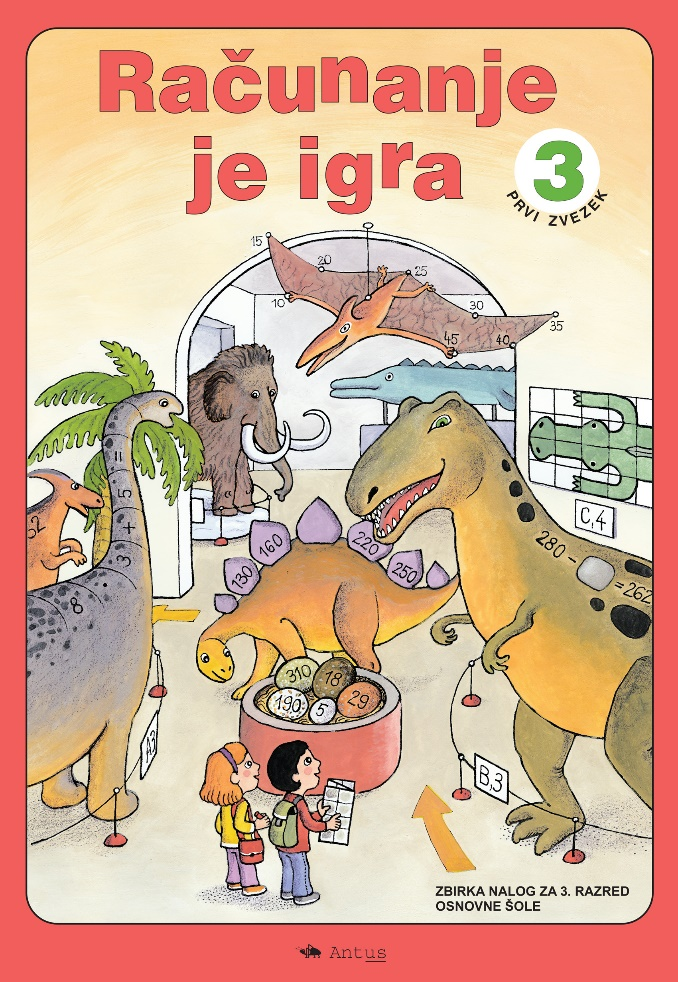 Računanje
je igra
3
PRVI ZVEZEK
15
20
25
10
30
35
45
40
3 + 5 =
8
32
130
160
220
250
C,4
280 -
= 262
310
18
190
5
29
A3
B,3
ZBIRKA NALOG ZA 3. RAZRED
OSNOVNE ŠOLE
Antus